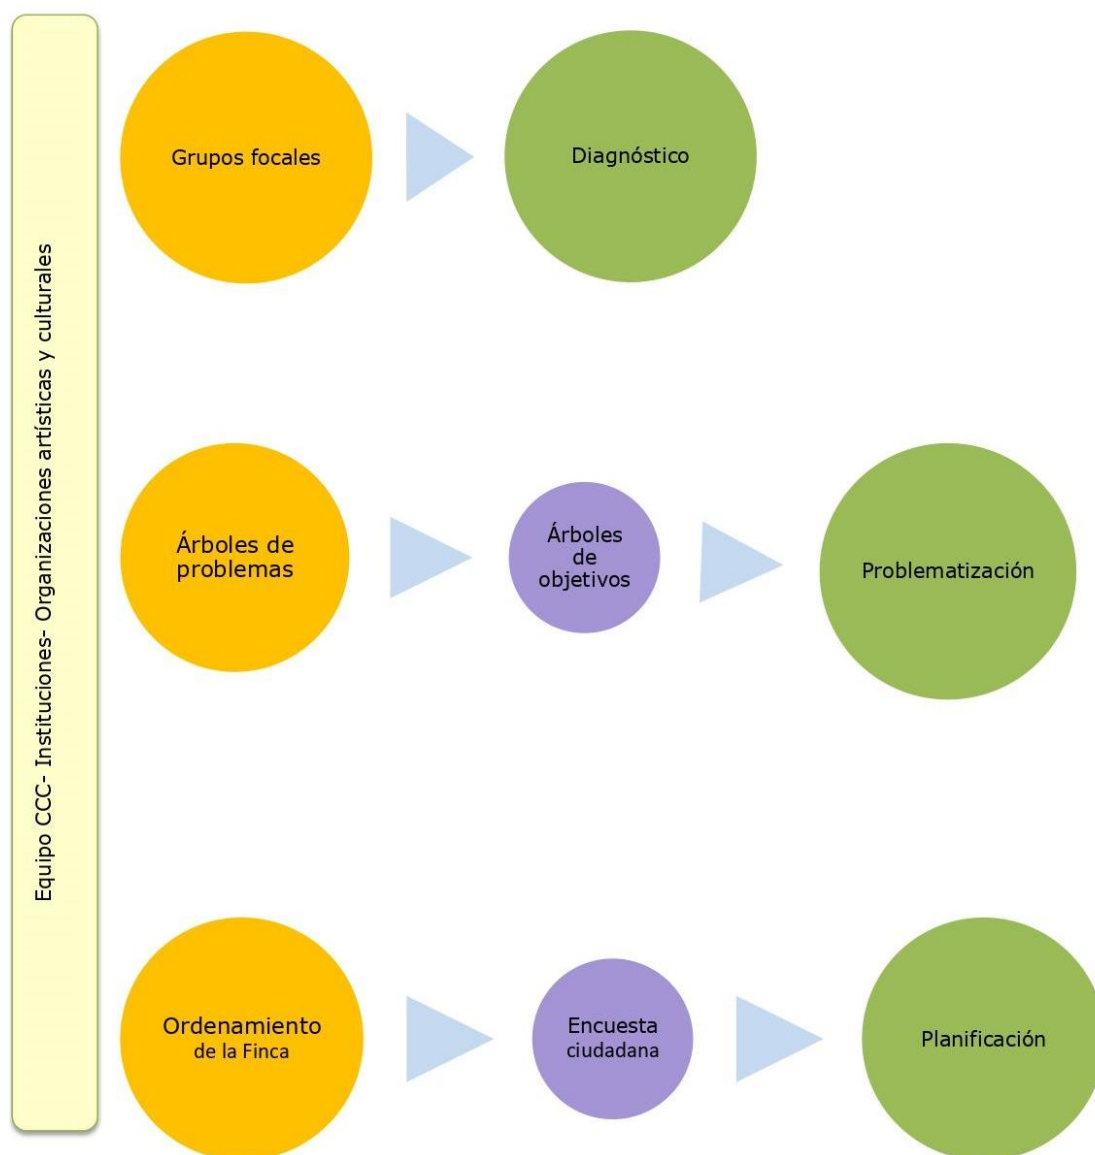 Equipo CCC- Instituciones- Organizaciones artísticas y culturales
Grupos focales
Diagnóstico
Árboles de
problemas
Árboles
de
objetivos
Problematización
Ordenamiento
de la Finca
Encuesta
ciudadana
Planificación